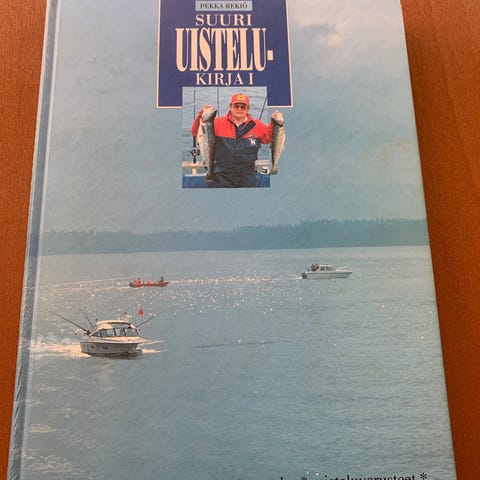 PEKKA REKIÖ
SUURI
UISTELU-
KIRJA I